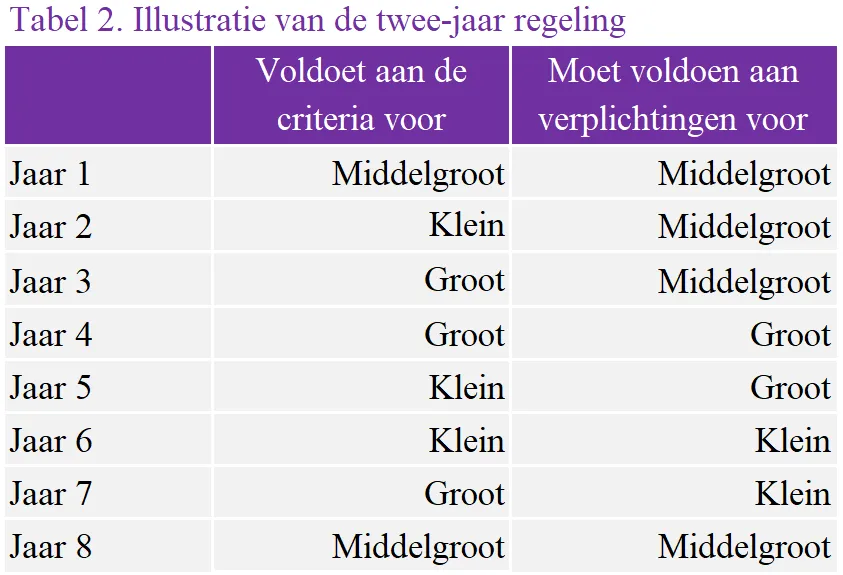 Tabel 2. Illustratie van de twee-jaar regeling
Voldoet aan de criteria voor
Moet voldoen aan verplichtingen voor
Jaar 1 Middelgroot Middelgroot
Jaar 2 Klein Middelgroot
Jaar 3 Groot Middelgroot
Jaar 4 Groot Groot
Jaar 5 Klein Groot
Jaar 6 Klein Klein
Jaar 7 Groot Klein
Jaar 8 Middelgroot Middelgroot